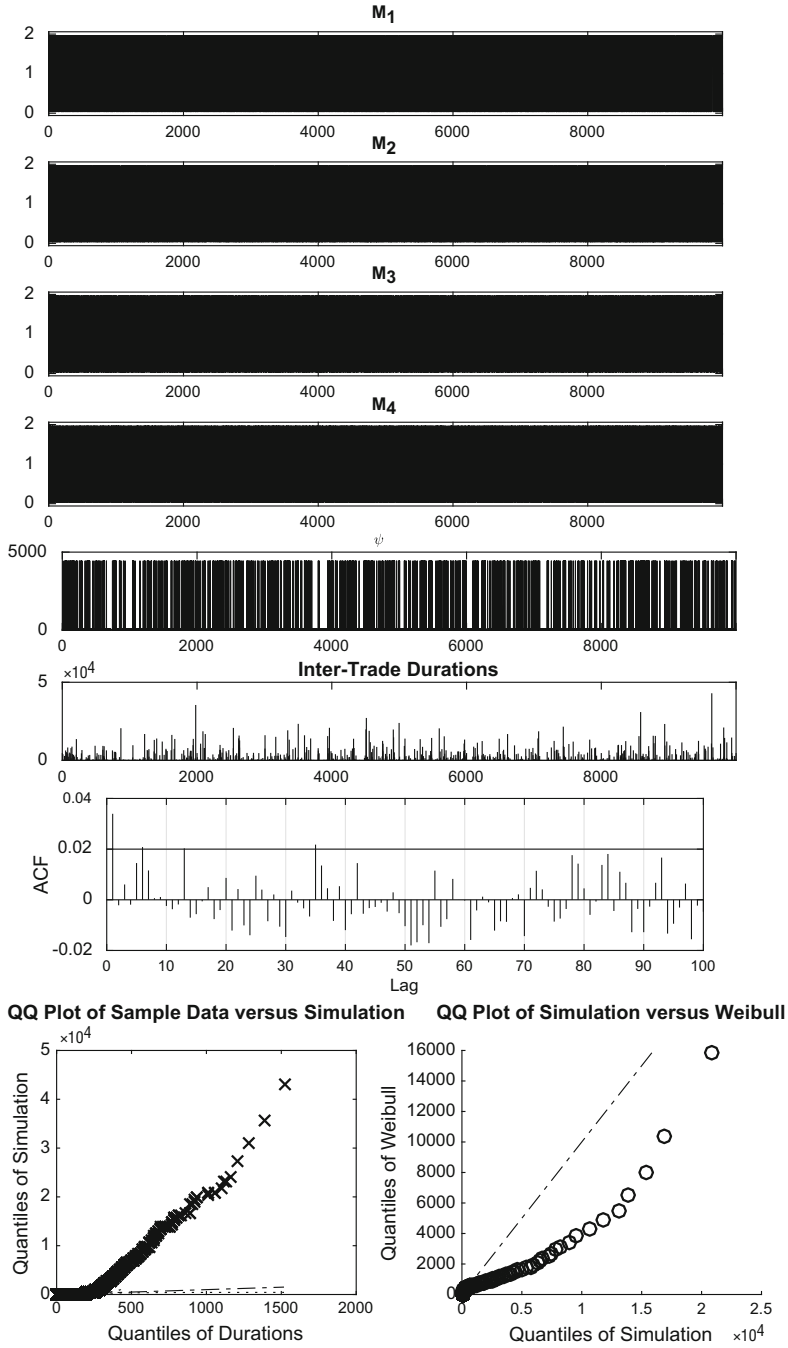 M1
2
1
0
0 2000 4000 6000 8000
M2
2
1
0
0 2000 4000 6000 8000
M3
2
1
0
0 2000 4000 6000 8000
M4
2
1
0
0 2000 4000 6000 8000
ψ
5000
0
0 2000 4000 6000 8000
×10^4 Inter-Trade Durations
5
0
0 2000 4000 6000 8000
0.04
0.02
0
-0.02
ACF
0 10 20 30 40 50 60 70 80 90 100
Lag
QQ Plot of Sample Data versus Simulation
×10^4
5
4
3
2
1
0
Quantiles of Simulation
0 500 1000 1500 2000
Quantiles of Durations
QQ Plot of Simulation versus Weibull
16000
14000
12000
10000
8000
6000
4000
2000
0
Quantiles of Weibull
0 0.5 1 1.5 2 2.5
Quantiles of Simulation ×10^4